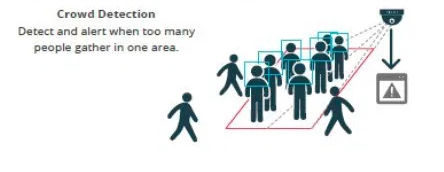 Crowd Detection
Detect and alert when too many
people gather in one area.